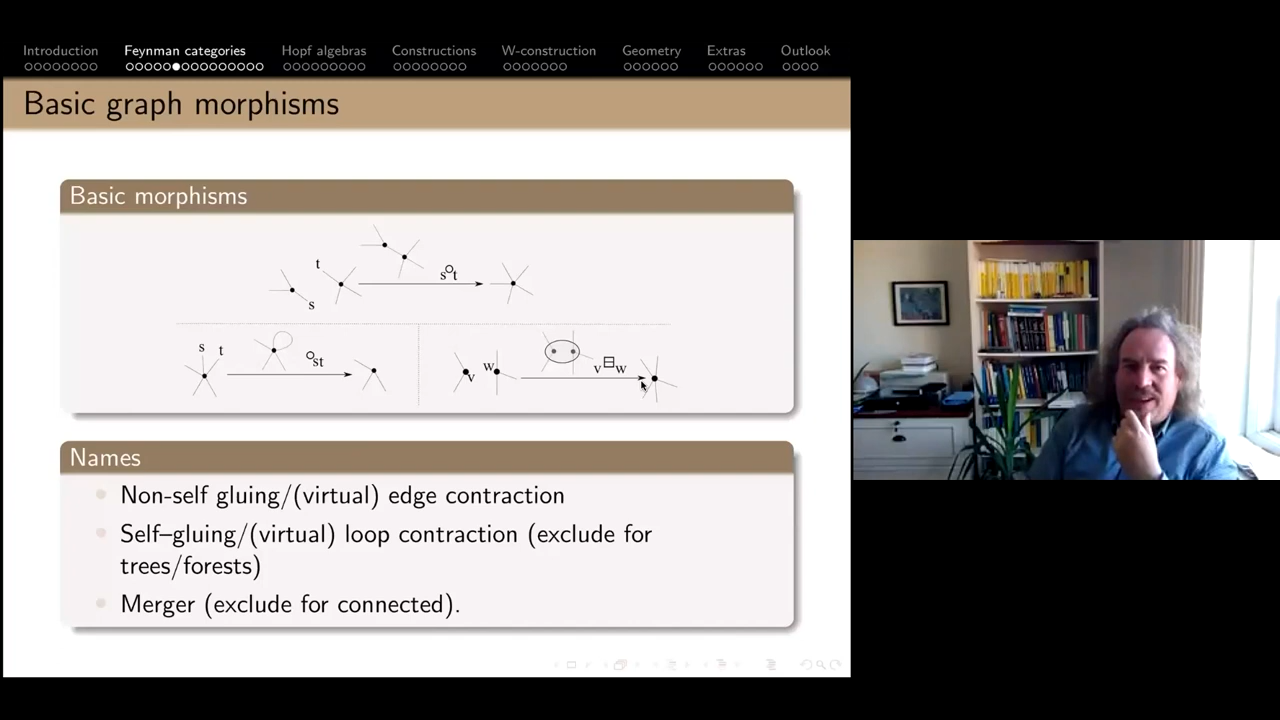 Introduction Feynman categories Hopf algebras Constructions W-construction Geometry Extras Outlook
Basic graph morphisms
Basic morphisms
t
s
s○t
s t
○st
v
w
v⊟w
Names
Non-self gluing/(virtual) edge contraction
Self–gluing/(virtual) loop contraction (exclude for
trees/forests)
Merger (exclude for connected).